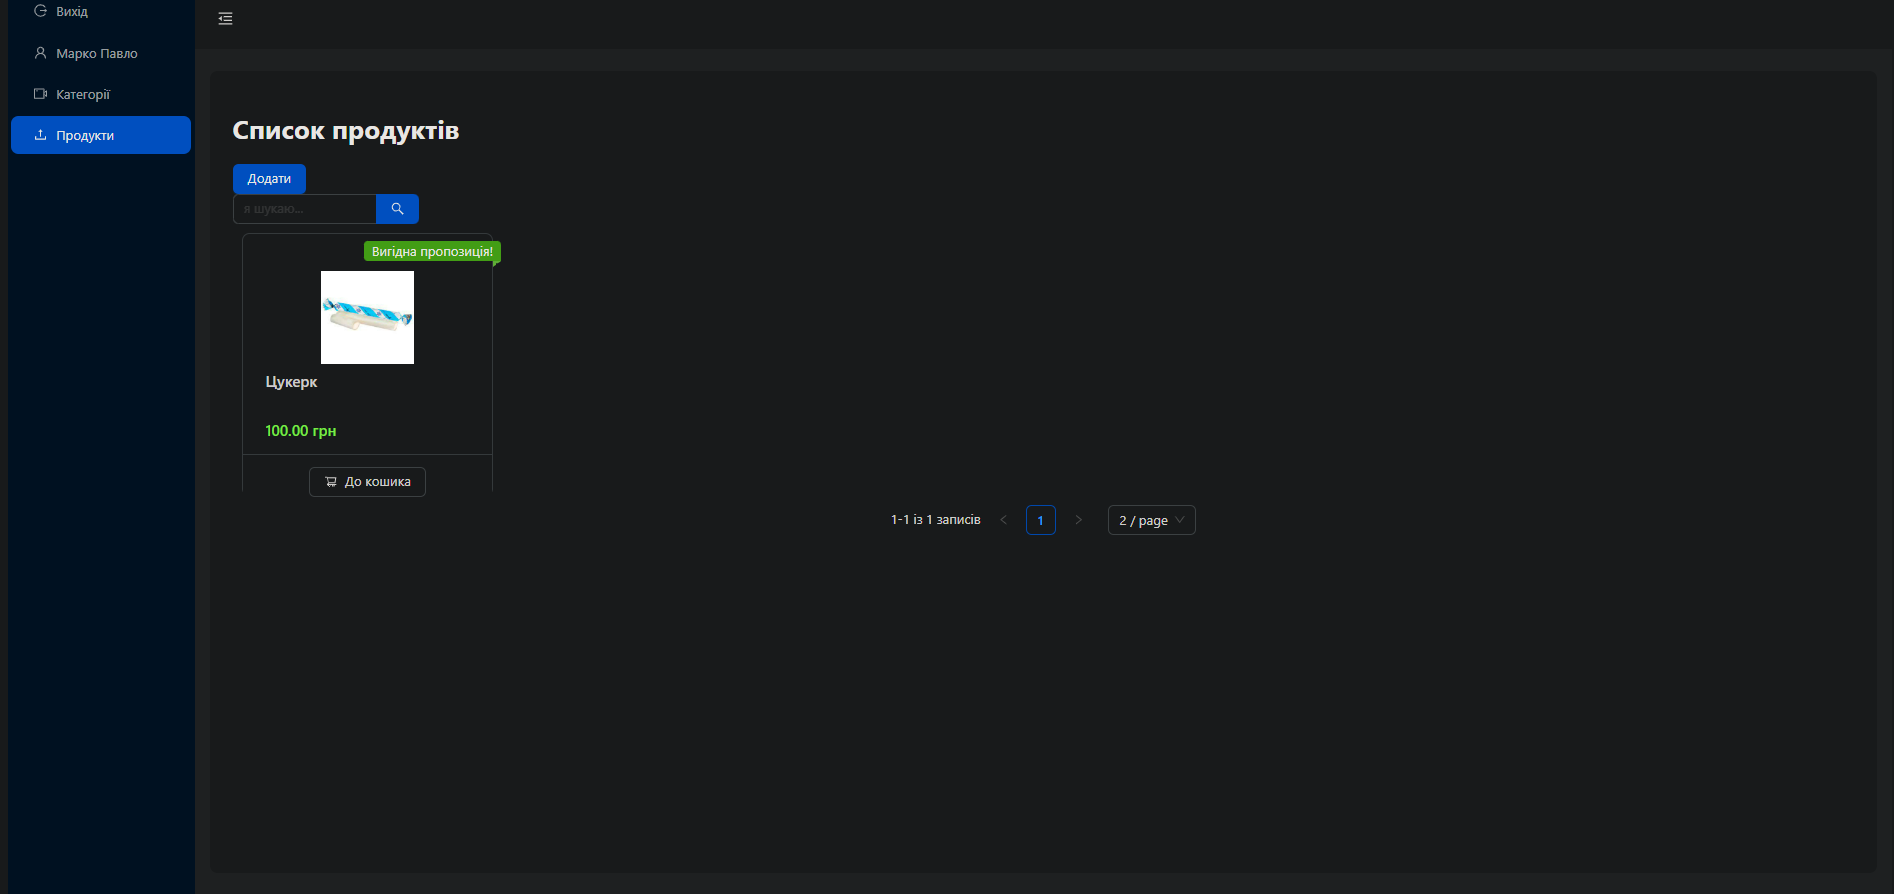 Вихід
Марко Павло
Категорії
Продукти
Список продуктів
Додати
я шукаю...
Вигідна пропозиція!
Цукерк
100.00 грн
До кошика
1-1 із 1 записів
1
2 / page